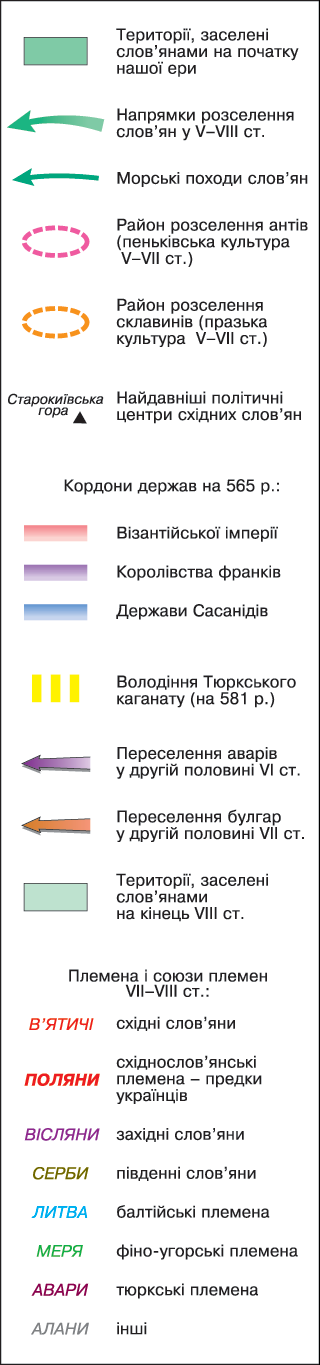 Території, заселені
слов’янами на початку
нашої ери
Напрямки розселення
слов’ян у V–VIII ст.
Морські походи слов’ян
Район розселення антів
(пеньківська культура
V–VII ст.)
Район розселення
склавинів (празька
культура V–VII ст.)
Старокиївська
гора
Найдавніші політичні
центри східних слов’ян
Кордони держав на 565 р.:
Візантійської імперії
Королівства франків
Держави Сасанідів
Володіння Тюркського
каганату (на 581 р.)
Переселення аварів
у другій половині VI ст.
Переселення булгар
у другій половині VII ст.
Території, заселені
слов’янами
на кінець VIII ст.
Племена і союзи племен
VII–VIII ст.:
В’ЯТИЧІ східні слов’яни
ПОЛЯНИ східнослов’янські
племена – предки
українців
ВІСЛЯНИ західні слов’яни
СЕРБИ південні слов’яни
ЛИТВА балтійські племена
МЕРЯ фіно-угорські племена
АВАРИ тюркські племена
АЛАНИ інші